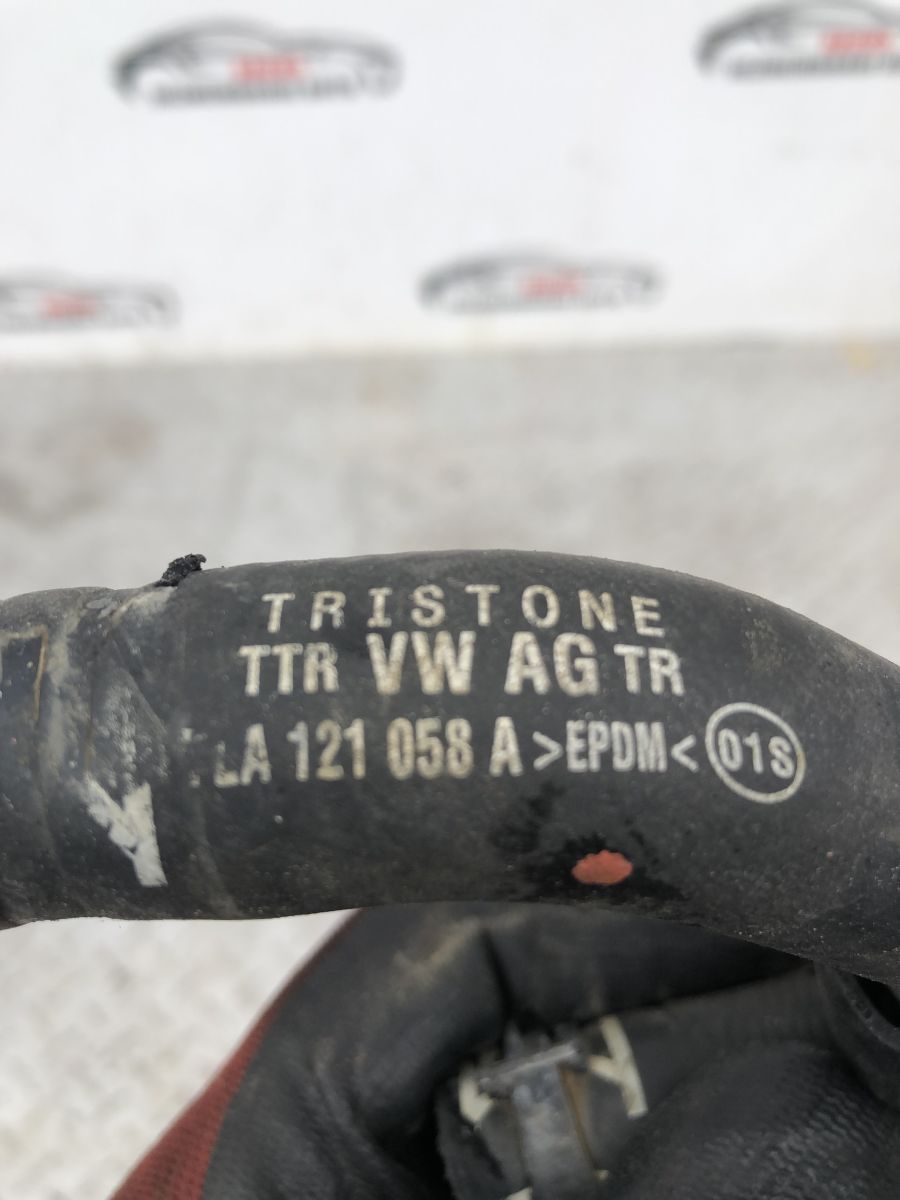 TRISTONE
TTR VW AG TR
LA 121 058 A >EPDM< 01S